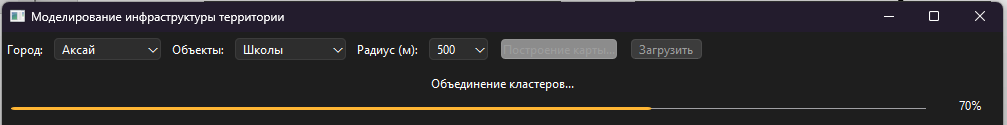 Моделирование инфраструктуры территории
Город: Аксай Объекты: Школы Радиус (м): 500 Построение карты... Загрузить
Объединение кластеров...
70%